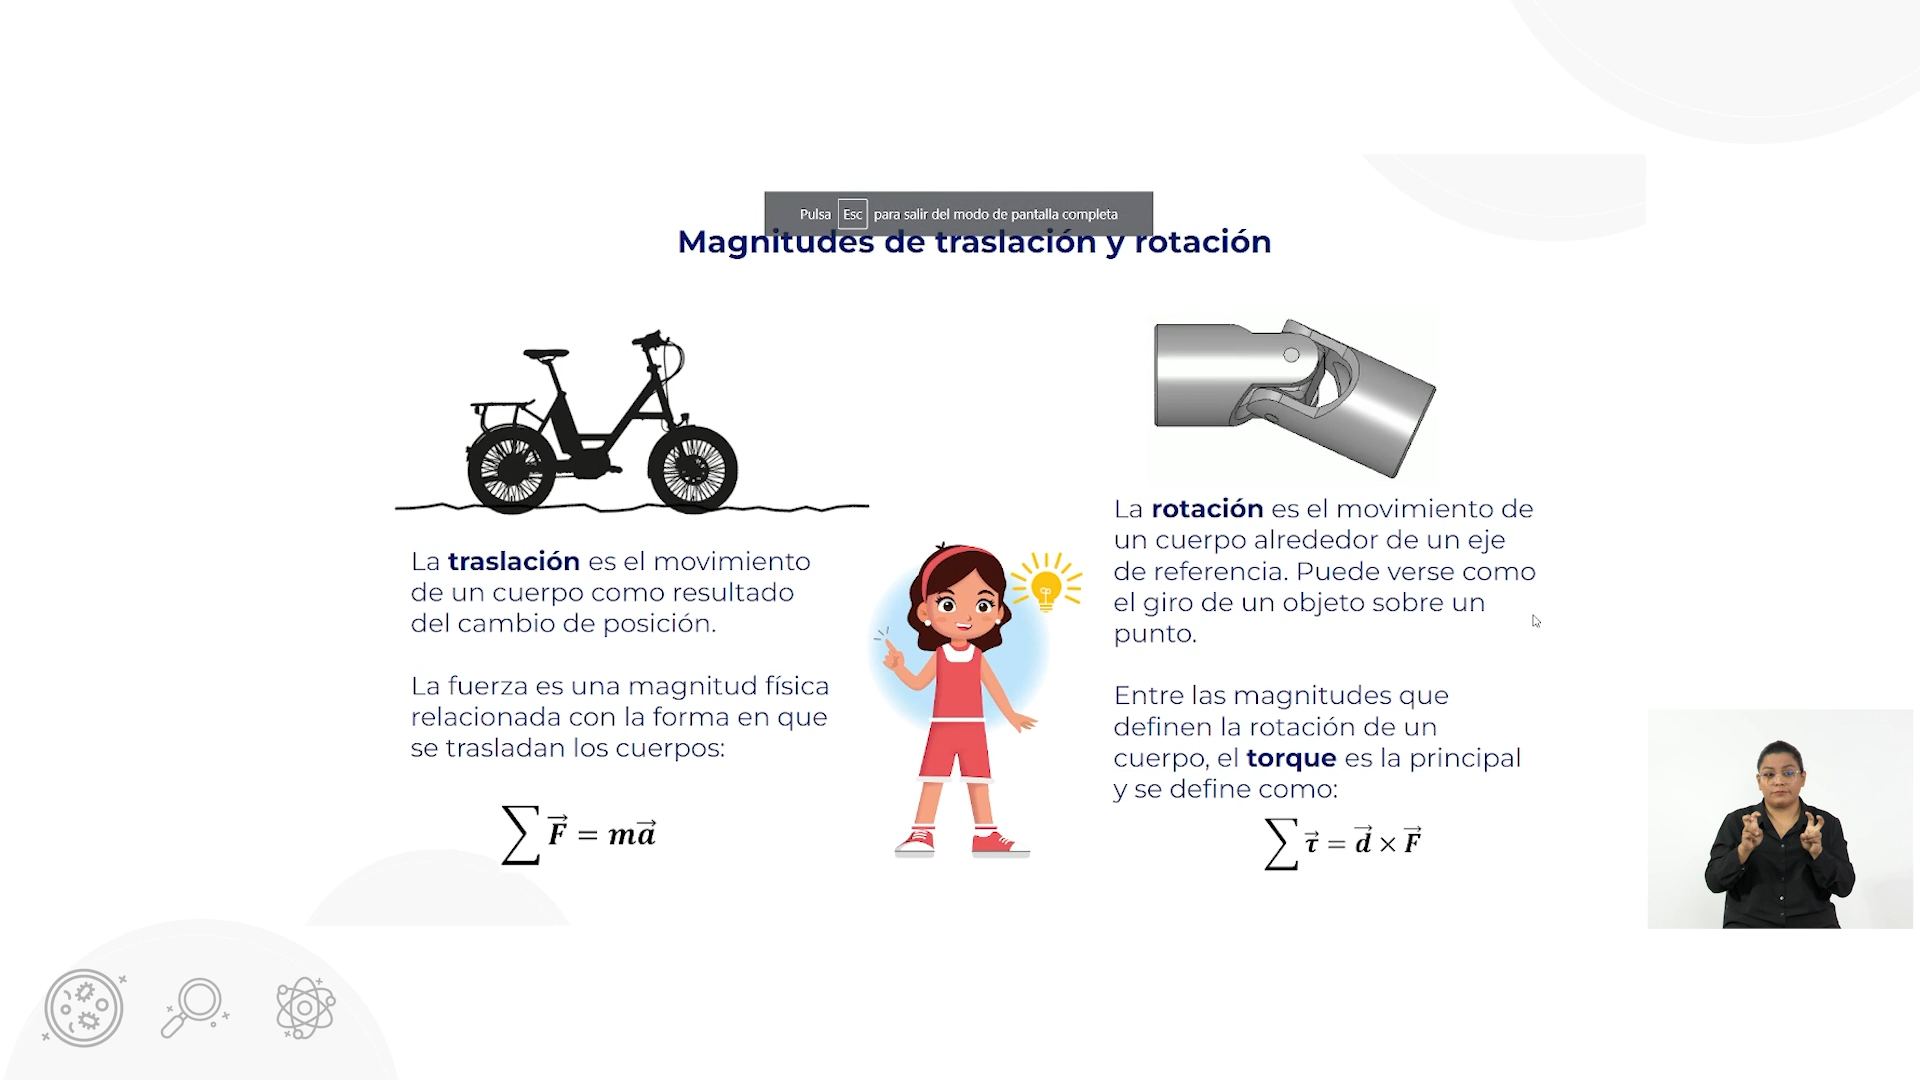 Pulsa Esc para salir del modo de pantalla completa
Magnitudes de traslación y rotación
La traslación es el movimiento
de un cuerpo como resultado
del cambio de posición.
La fuerza es una magnitud física
relacionada con la forma en que
se trasladan los cuerpos:
∑ F⃗ = ma⃗
La rotación es el movimiento de
un cuerpo alrededor de un eje
de referencia. Puede verse como
el giro de un objeto sobre un
punto.
Entre las magnitudes que
definen la rotación de un
cuerpo, el torque es la principal
y se define como:
∑ τ⃗ = d⃗ × F⃗